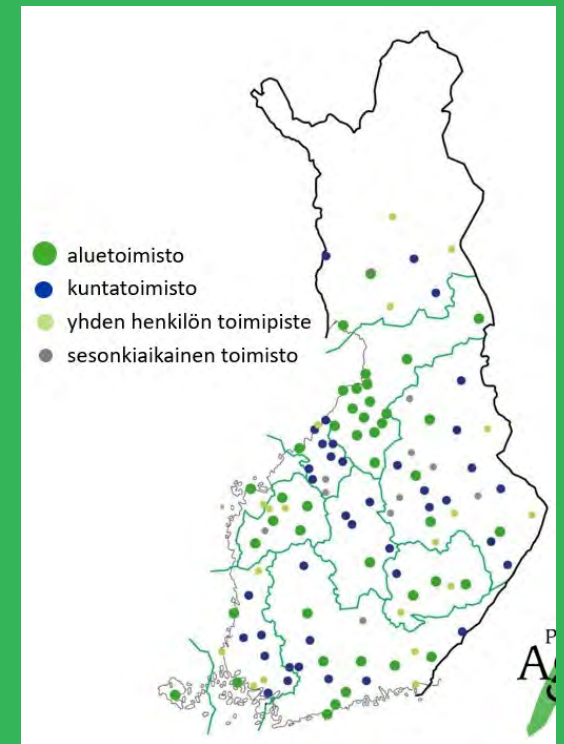 aluetoimisto
kuntatoimisto
yhden henkilön toimipiste
sesonkiaikainen toimisto
P
A